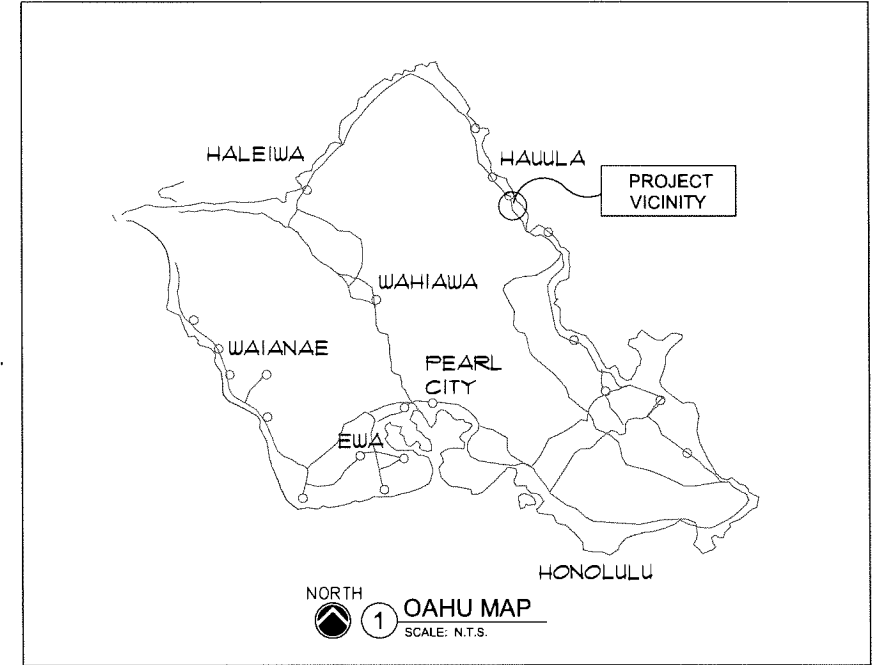 HALEIWA
HAUULA
PROJECT
VICINITY
WAHIAWA
WAIANAE
PEARL
CITY
EWA
HONOLULU
NORTH
1 OAHU MAP
SCALE: N.T.S.